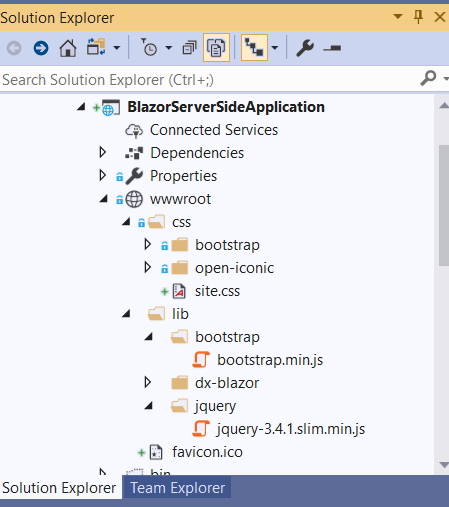 Solution Explorer
Search Solution Explorer (Ctrl+;)
BlazorServerSideApplication
Connected Services
Dependencies
Properties
wwwroot
css
bootstrap
open-iconic
site.css
lib
bootstrap
bootstrap.min.js
dx-blazor
jquery
jquery-3.4.1.slim.min.js
favicon.ico
bin
Solution Explorer Team Explorer